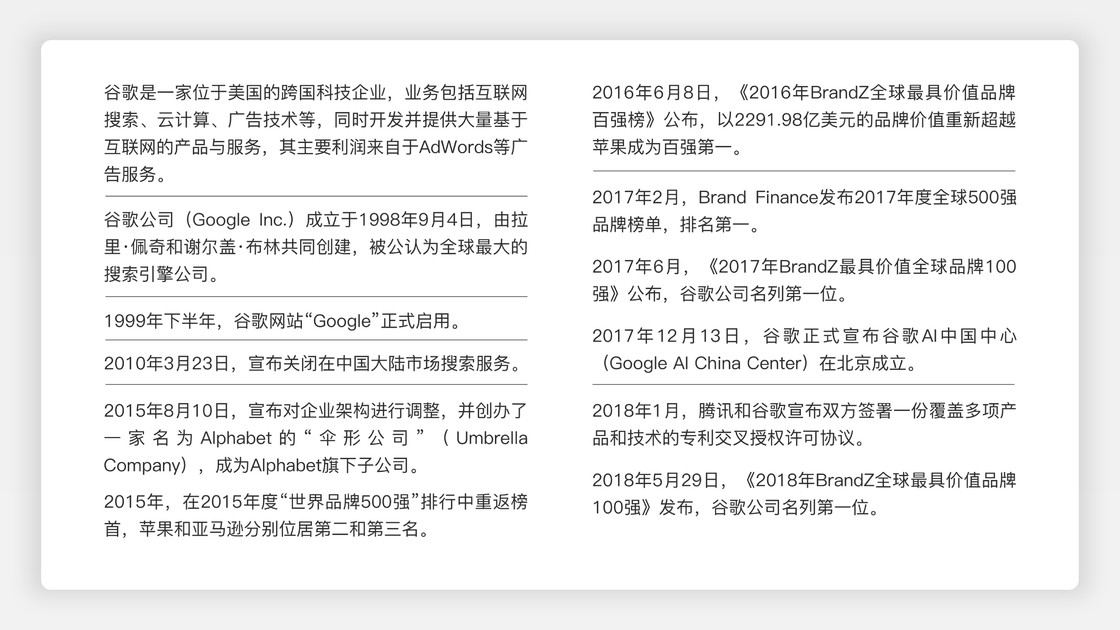 谷歌是一家位于美国的跨国科技企业，业务包括互联网
搜索、云计算、广告技术等，同时开发并提供大量基于
互联网的产品与服务，其主要利润来自于AdWords等广
告服务。
谷歌公司（Google Inc.）成立于1998年9月4日，由拉
里·佩奇和谢尔盖·布林共同创建，被公认为全球最大的
搜索引擎公司。
1999年下半年，谷歌网站“Google”正式启用。
2010年3月23日，宣布关闭在中国大陆市场搜索服务。
2015年8月10日，宣布对企业架构进行调整，并创办了
一家名为Alphabet的“伞形公司”（Umbrella
Company），成为Alphabet旗下子公司。
2015年，在2015年度“世界品牌500强”排行中重返榜
首，苹果和亚马逊分别位居第二和第三名。
2016年6月8日，《2016年BrandZ全球最具价值品牌
百强榜》公布，以2291.98亿美元的品牌价值重新超越
苹果成为百强第一。
2017年2月，Brand Finance发布2017年度全球500强
品牌榜单，排名第一。
2017年6月，《2017年BrandZ最具价值全球品牌100
强》公布，谷歌公司名列第一位。
2017年12月13日，谷歌正式宣布谷歌AI中国中心
（Google AI China Center）在北京成立。
2018年1月，腾讯和谷歌宣布双方签署一份覆盖多项产
品和技术的专利交叉授权许可协议。
2018年5月29日，《2018年BrandZ全球最具价值品牌
100强》发布，谷歌公司名列第一位。